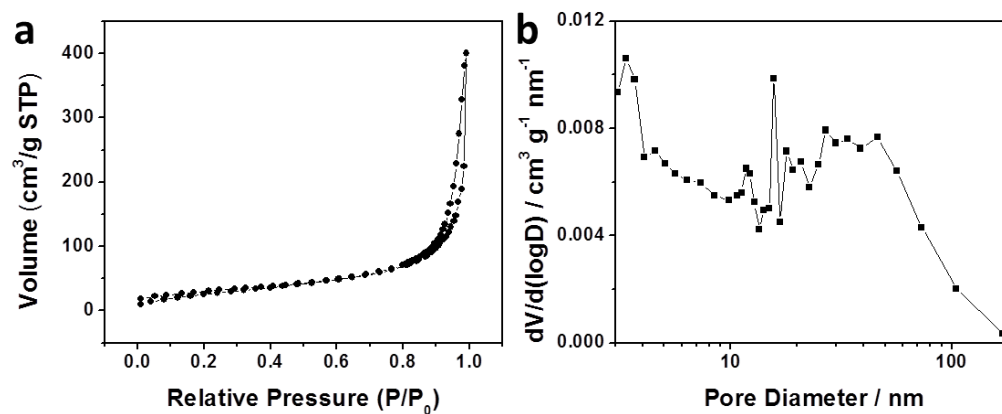 a
400
300
200
100
0
Volume (cm³/g STP)
0.0 0.2 0.4 0.6 0.8 1.0
Relative Pressure (P/P₀)
b
0.012
0.008
0.004
0.000
dV/d(logD) / cm³ g⁻¹ nm⁻¹
10 100
Pore Diameter / nm